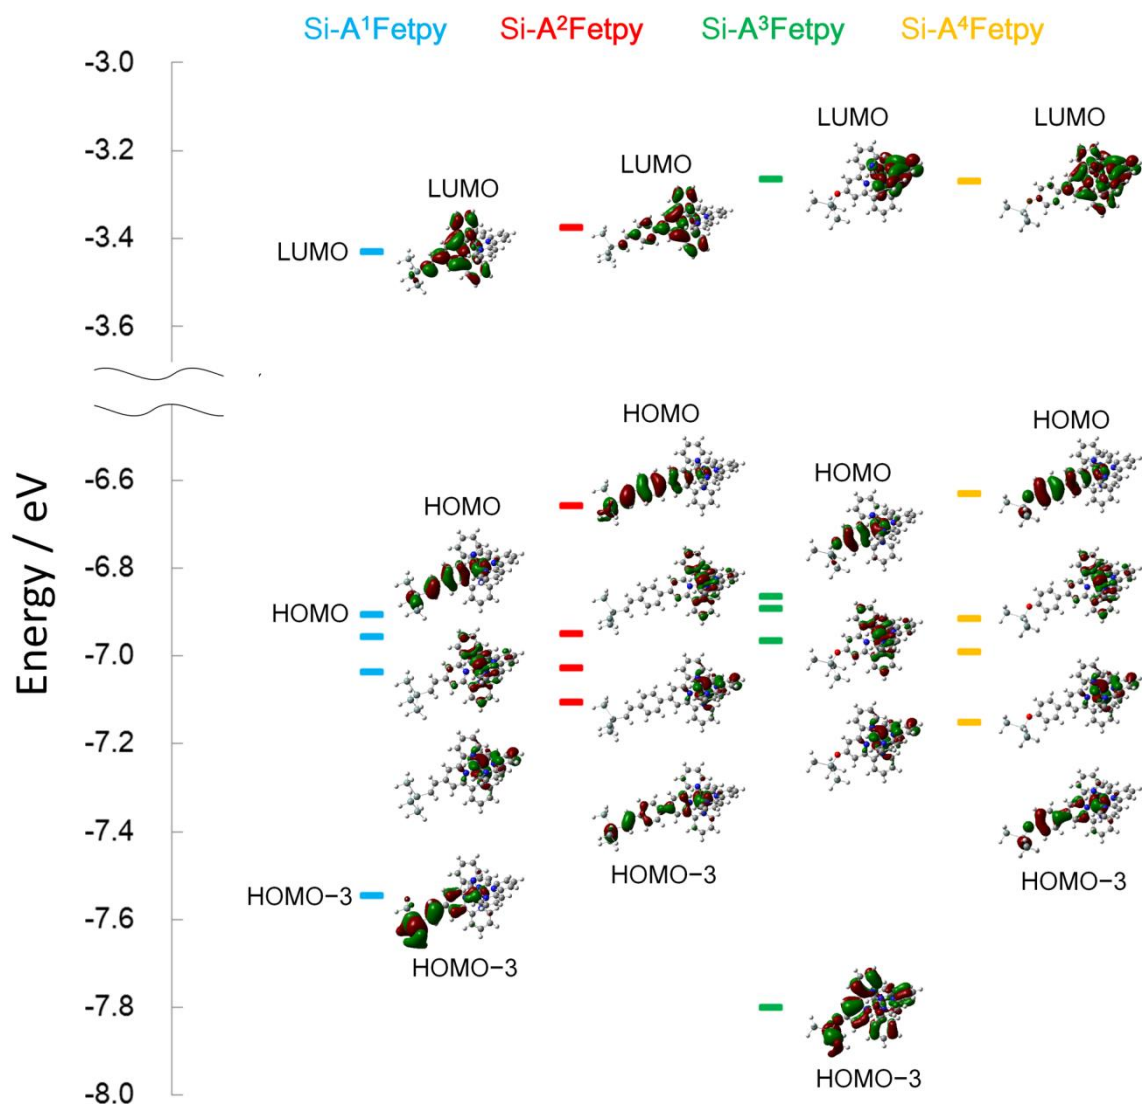 Si-A¹Fetpy Si-A²Fetpy Si-A³Fetpy Si-A⁴Fetpy
-3.0
LUMO LUMO
-3.2
LUMO LUMO
-3.4
LUMO
-3.6
HOMO HOMO
HOMO
-6.6
HOMO
-6.8
HOMO
-7.0
-7.2
-7.4
HOMO−3 HOMO−3
HOMO−3
-7.6
HOMO−3
-7.8
HOMO−3
-8.0
Energy / eV